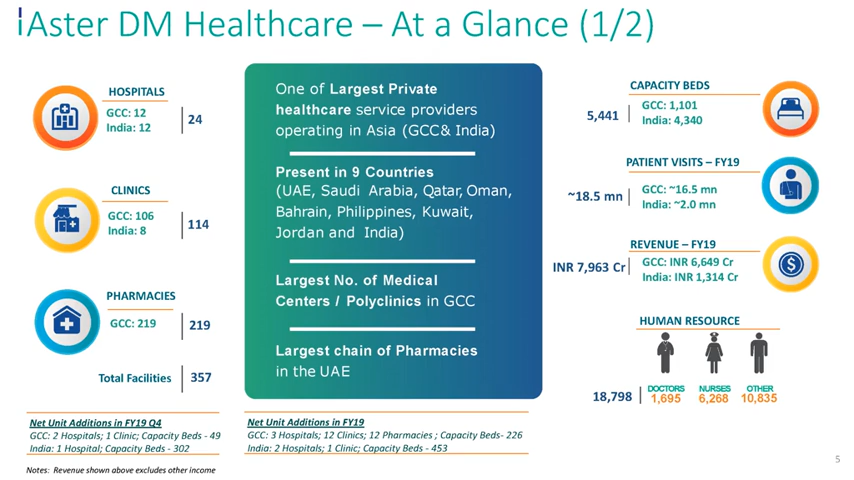 Aster DM Healthcare – At a Glance (1/2)
HOSPITALS
GCC: 12
India: 12
24
CLINICS
GCC: 106
India: 8
114
PHARMACIES
GCC: 219
219
Total Facilities
357
One of Largest Private
healthcare service providers
operating in Asia (GCC& India)
Present in 9 Countries
(UAE, Saudi Arabia, Qatar, Oman,
Bahrain, Philippines, Kuwait,
Jordan and India)
Largest No. of Medical
Centers / Polyclinics in GCC
Largest chain of Pharmacies
in the UAE
CAPACITY BEDS
5,441
GCC: 1,101
India: 4,340
PATIENT VISITS – FY19
~18.5 mn
GCC: ~16.5 mn
India: ~2.0 mn
REVENUE – FY19
INR 7,963 Cr
GCC: INR 6,649 Cr
India: INR 1,314 Cr
HUMAN RESOURCE
18,798
DOCTORS
1,695
NURSES
6,268
OTHER
10,835
Net Unit Additions in FY19 Q4
GCC: 2 Hospitals; 1 Clinic; Capacity Beds - 49
India: 1 Hospital; Capacity Beds - 302
Net Unit Additions in FY19
GCC: 3 Hospitals; 12 Clinics; 12 Pharmacies ; Capacity Beds- 226
India: 2 Hospitals; 1 Clinic; Capacity Beds - 453
Notes: Revenue shown above excludes other income
5